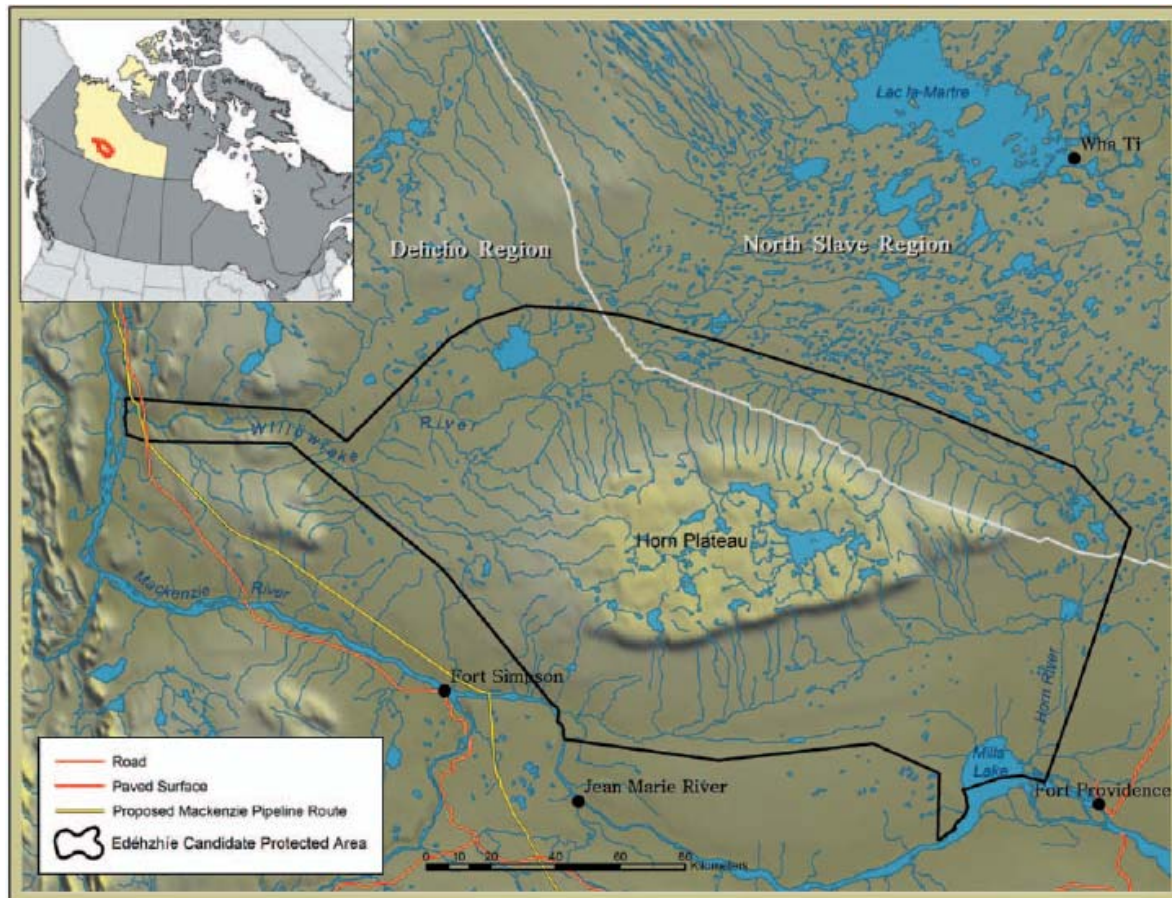 Lac la-Martre
Wha Ti
Dehcho Region
North Slave Region
Willowlake River
Horn Plateau
Mackenzie River
Fort Simpson
Horn River
Mills
Lake
Jean Marie River
Fort Providence
Road
Paved Surface
Proposed Mackenzie Pipeline Route
Edéhzhíe Candidate Protected Area
0 20 40 60 80
Kilometers